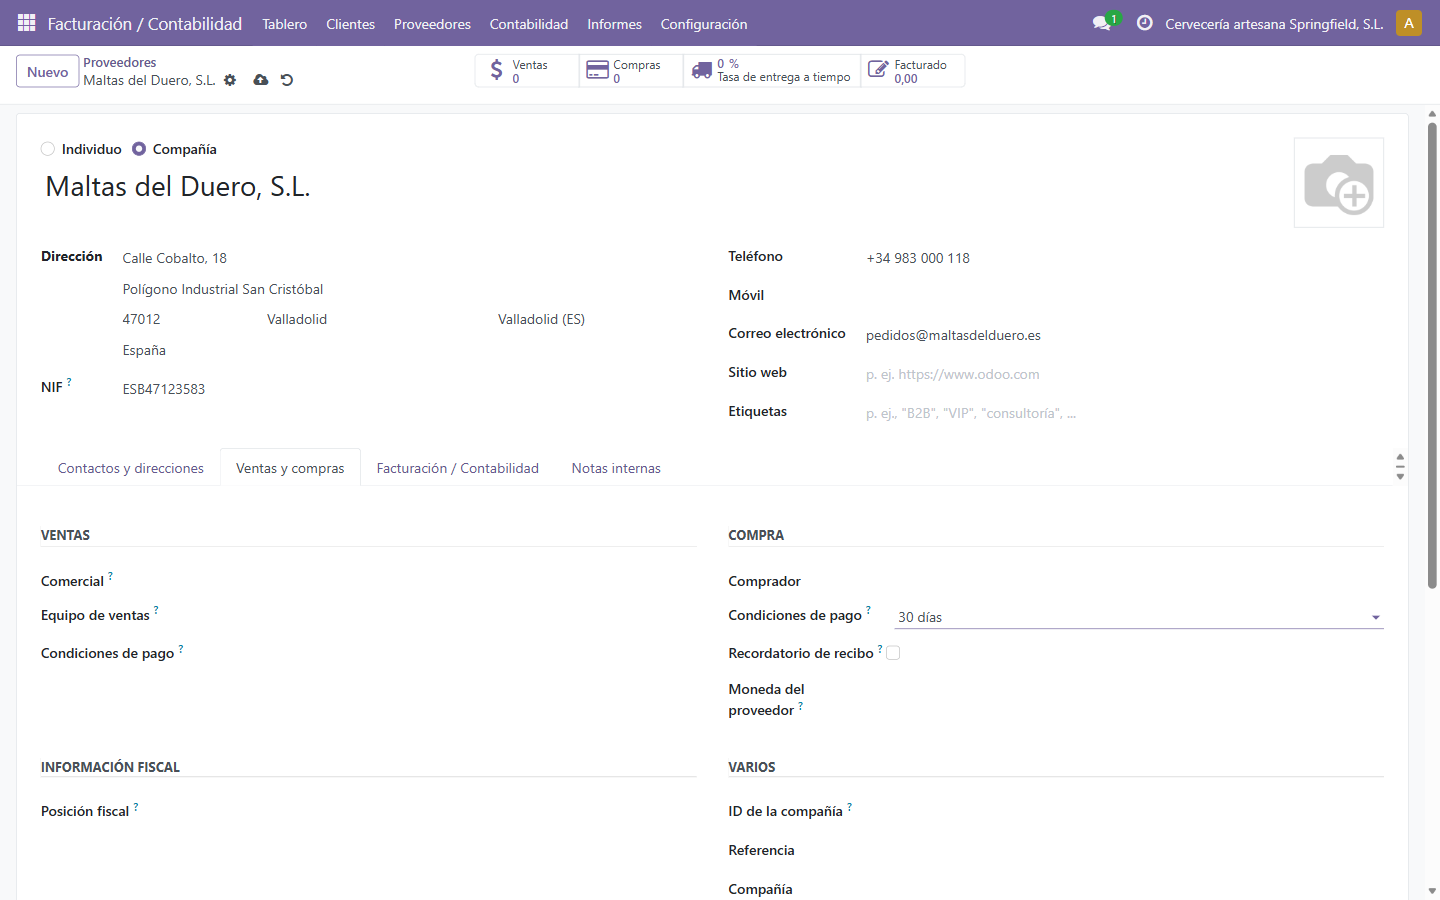 Facturación / Contabilidad Tablero Clientes Proveedores Contabilidad Informes Configuración 1 Cervecería artesana Springfield, S.L. A
Nuevo
Proveedores
Maltas del Duero, S.L.
Ventas
0
Compras
0
0 %
Tasa de entrega a tiempo
Facturado
0,00
Individuo Compañía
Maltas del Duero, S.L.
Dirección
Calle Cobalto, 18
Polígono Industrial San Cristóbal
47012 Valladolid Valladolid (ES)
España
NIF ? ESB47123583
Teléfono +34 983 000 118
Móvil
Correo electrónico pedidos@maltasdelduero.es
Sitio web p. ej. https://www.odoo.com
Etiquetas p. ej., "B2B", "VIP", "consultoría", ...
Contactos y direcciones Ventas y compras Facturación / Contabilidad Notas internas
VENTAS
Comercial ?
Equipo de ventas ?
Condiciones de pago ?
COMPRA
Comprador
Condiciones de pago ? 30 días
Recordatorio de recibo ?
Moneda del
proveedor ?
INFORMACIÓN FISCAL
Posición fiscal ?
VARIOS
ID de la compañía ?
Referencia
Compañía